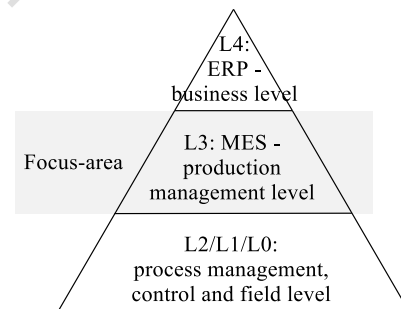 L4:
ERP -
business level
Focus-area
L3: MES -
production
management level
L2/L1/L0:
process management,
control and field level